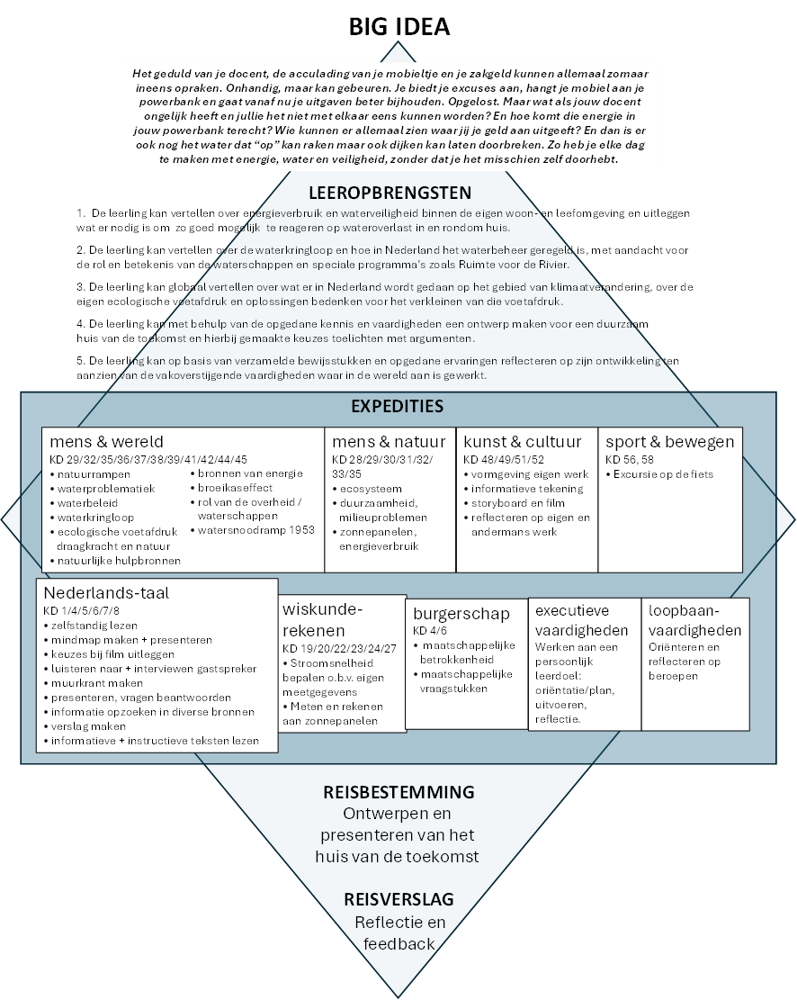 BIG IDEA
Het geduld van je docent, de acculading van je mobieltje en je zakgeld kunnen allemaal zomaar
ineens opraken. Onhandig, maar kan gebeuren. Je biedt je excuses aan, hangt je mobiel aan je
powerbank en gaat vanaf nu je uitgaven beter bijhouden. Opgelost. Maar wat als jouw docent
ongelijk heeft en jullie het niet met elkaar eens kunnen worden? En hoe komt die energie in
jouw powerbank terecht? Wie kunnen er allemaal zien waar jij je geld aan uitgeeft? En dan is er
ook nog het water dat “op” kan raken maar ook dijken kan laten doorbreken. Zo heb je elke dag
te maken met energie, water en veiligheid, zonder dat je het misschien zelf doorhebt.
LEEROPBRENGSTEN
1. De leerling kan vertellen over energieverbruik en waterveiligheid binnen de eigen woon- en leefomgeving en uitleggen
wat er nodig is om zo goed mogelijk te reageren op wateroverlast in en rondom huis.
2. De leerling kan vertellen over de waterkringloop en hoe in Nederland het waterbeheer geregeld is, met aandacht voor
de rol en betekenis van de waterschappen en speciale programma’s zoals Ruimte voor de Rivier.
3. De leerling kan globaal vertellen over wat er in Nederland wordt gedaan op het gebied van klimaatverandering, over de
eigen ecologische voetafdruk en oplossingen bedenken voor het verkleinen van die voetafdruk.
4. De leerling kan met behulp van de opgedane kennis en vaardigheden een ontwerp maken voor een duurzaam
huis van de toekomst en hierbij gemaakte keuzes toelichten met argumenten.
5. De leerling kan op basis van verzamelde bewijsstukken en opgedane ervaringen reflecteren op zijn ontwikkeling ten
aanzien van de vakoverstijgende vaardigheden waar in de wereld aan is gewerkt.
EXPEDITIES
mens & wereld
KD 29/32/35/36/37/38/39/41/42/44/45
• natuurrampen
• waterproblematiek
• waterbeleid
• waterkringloop
• ecologische voetafdruk
draagkracht en natuur
• natuurlijke hulpbronnen
• bronnen van energie
• broeikaseffect
• rol van de overheid /
waterschappen
• watersnoodramp 1953
mens & natuur
KD 28/29/30/31/32/
33/35
• ecosysteem
• duurzaamheid,
milieuproblemen
• zonnepanelen,
energieverbruik
kunst & cultuur
KD 48/49/51/52
• vormgeving eigen werk
• informatieve tekening
• storyboard en film
• reflecteren op eigen en
andermans werk
sport & bewegen
KD 56, 58
• Excursie op de fiets
Nederlands-taal
KD 1/4/5/6/7/8
• zelfstandig lezen
• mindmap maken + presenteren
• keuzes bij film uitleggen
• luisteren naar + interviewen gastspreker
• muurkrant maken
• presenteren, vragen beantwoorden
• informatie opzoeken in diverse bronnen
• verslag maken
• informatieve + instructieve teksten lezen
wiskunde-
rekenen
KD 19/20/22/23/24/27
• Stroomsnelheid
bepalen o.b.v. eigen
meetgegevens
• Meten en rekenen
aan zonnepanelen
burgerschap
KD 4/6
• maatschappelijke
betrokkenheid
• maatschappelijke
vraagstukken
executieve
vaardigheden
Werken aan een
persoonlijk
leerdoel:
oriëntatie/plan,
uitvoeren,
reflectie.
loopbaan-
vaardigheden
Oriënteren en
reflecteren op
beroepen
REISBESTEMMING
Ontwerpen en
presenteren van het
huis van de toekomst
REISVERSLAG
Reflectie en
feedback